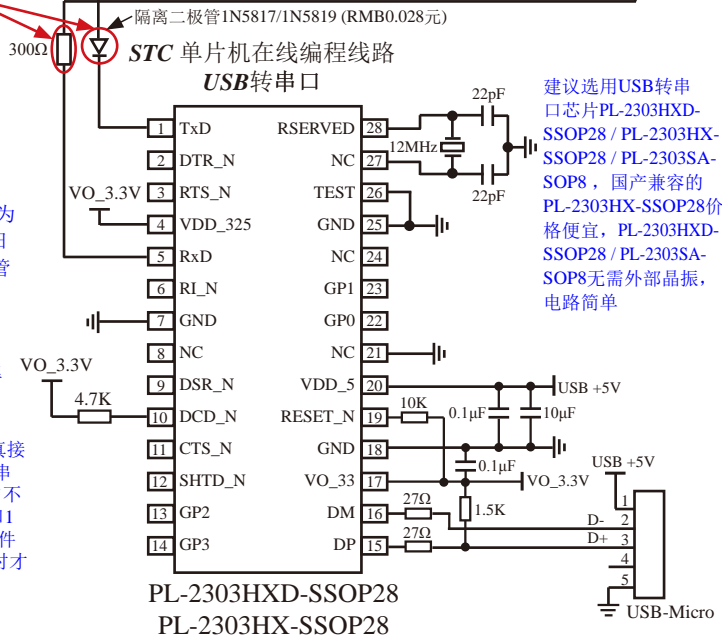 隔离二极管1N5817/1N5819 (RMB0.028元)
300Ω
STC 单片机在线编程线路
USB转串口
22pF
12MHz
22pF
建议选用USB转串
口芯片PL-2303HXD-
SSOP28 / PL-2303HX-
SSOP28 / PL-2303SA-
SOP8，国产兼容的
PL-2303HX-SSOP28价
格便宜，PL-2303HXD-
SSOP28 / PL-2303SA-
SOP8无需外部晶振，
电路简单
1 TxD RSERVED 28
2 DTR_N NC 27
VO_3.3V 3 RTS_N TEST 26
4 VDD_325 GND 25
5 RxD NC 24
6 RI_N GP1 23
7 GND GP0 22
8 NC NC 21
9 DSR_N VDD_5 20
10 DCD_N RESET_N 19
11 CTS_N GND 18
12 SHTD_N VO_33 17
13 GP2 DM 16
14 GP3 DP 15
为
管
VO_3.3V
4.7K
接
串
不
1
件
时才
USB +5V
10K
0.1μF
10μF
0.1μF
VO_3.3V
27Ω
1.5K
27Ω
USB +5V
1
D- 2
D+ 3
4
5
USB-Micro
PL-2303HXD-SSOP28
PL-2303HX-SSOP28